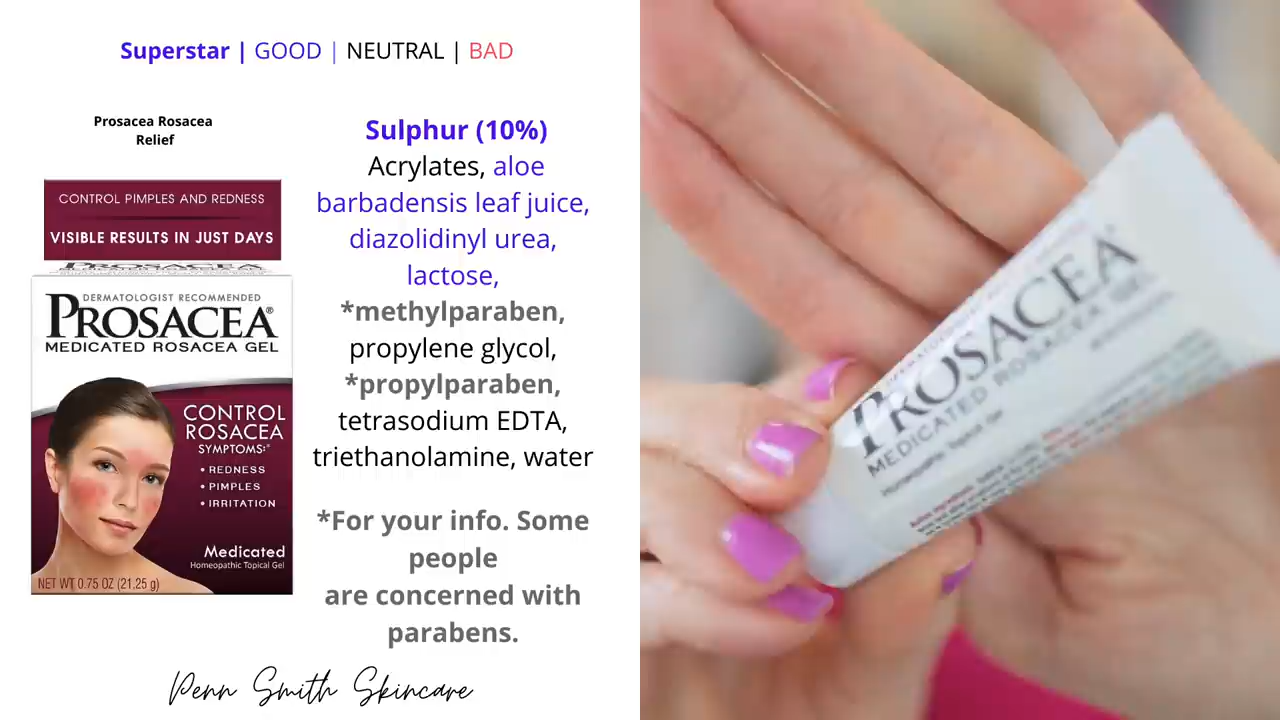 Superstar | GOOD | NEUTRAL | BAD
Prosacea Rosacea
Relief
CONTROL PIMPLES AND REDNESS
VISIBLE RESULTS IN JUST DAYS
DERMATOLOGIST RECOMMENDED
PROSACEA®
MEDICATED ROSACEA GEL
CONTROL
ROSACEA
SYMPTOMS:*
• REDNESS
• PIMPLES
• IRRITATION
Medicated
Homeopathic Topical Gel
NET WT 0.75 OZ (21.25 g)
Sulphur (10%)
Acrylates, aloe
barbadensis leaf juice,
diazolidinyl urea,
lactose,
*methylparaben,
propylene glycol,
*propylparaben,
tetrasodium EDTA,
triethanolamine, water
*For your info. Some
people
are concerned with
parabens.
Penn Smith Skincare
PROSACEA®
MEDICATED ROSACEA GEL
Homeopathic Topical Gel